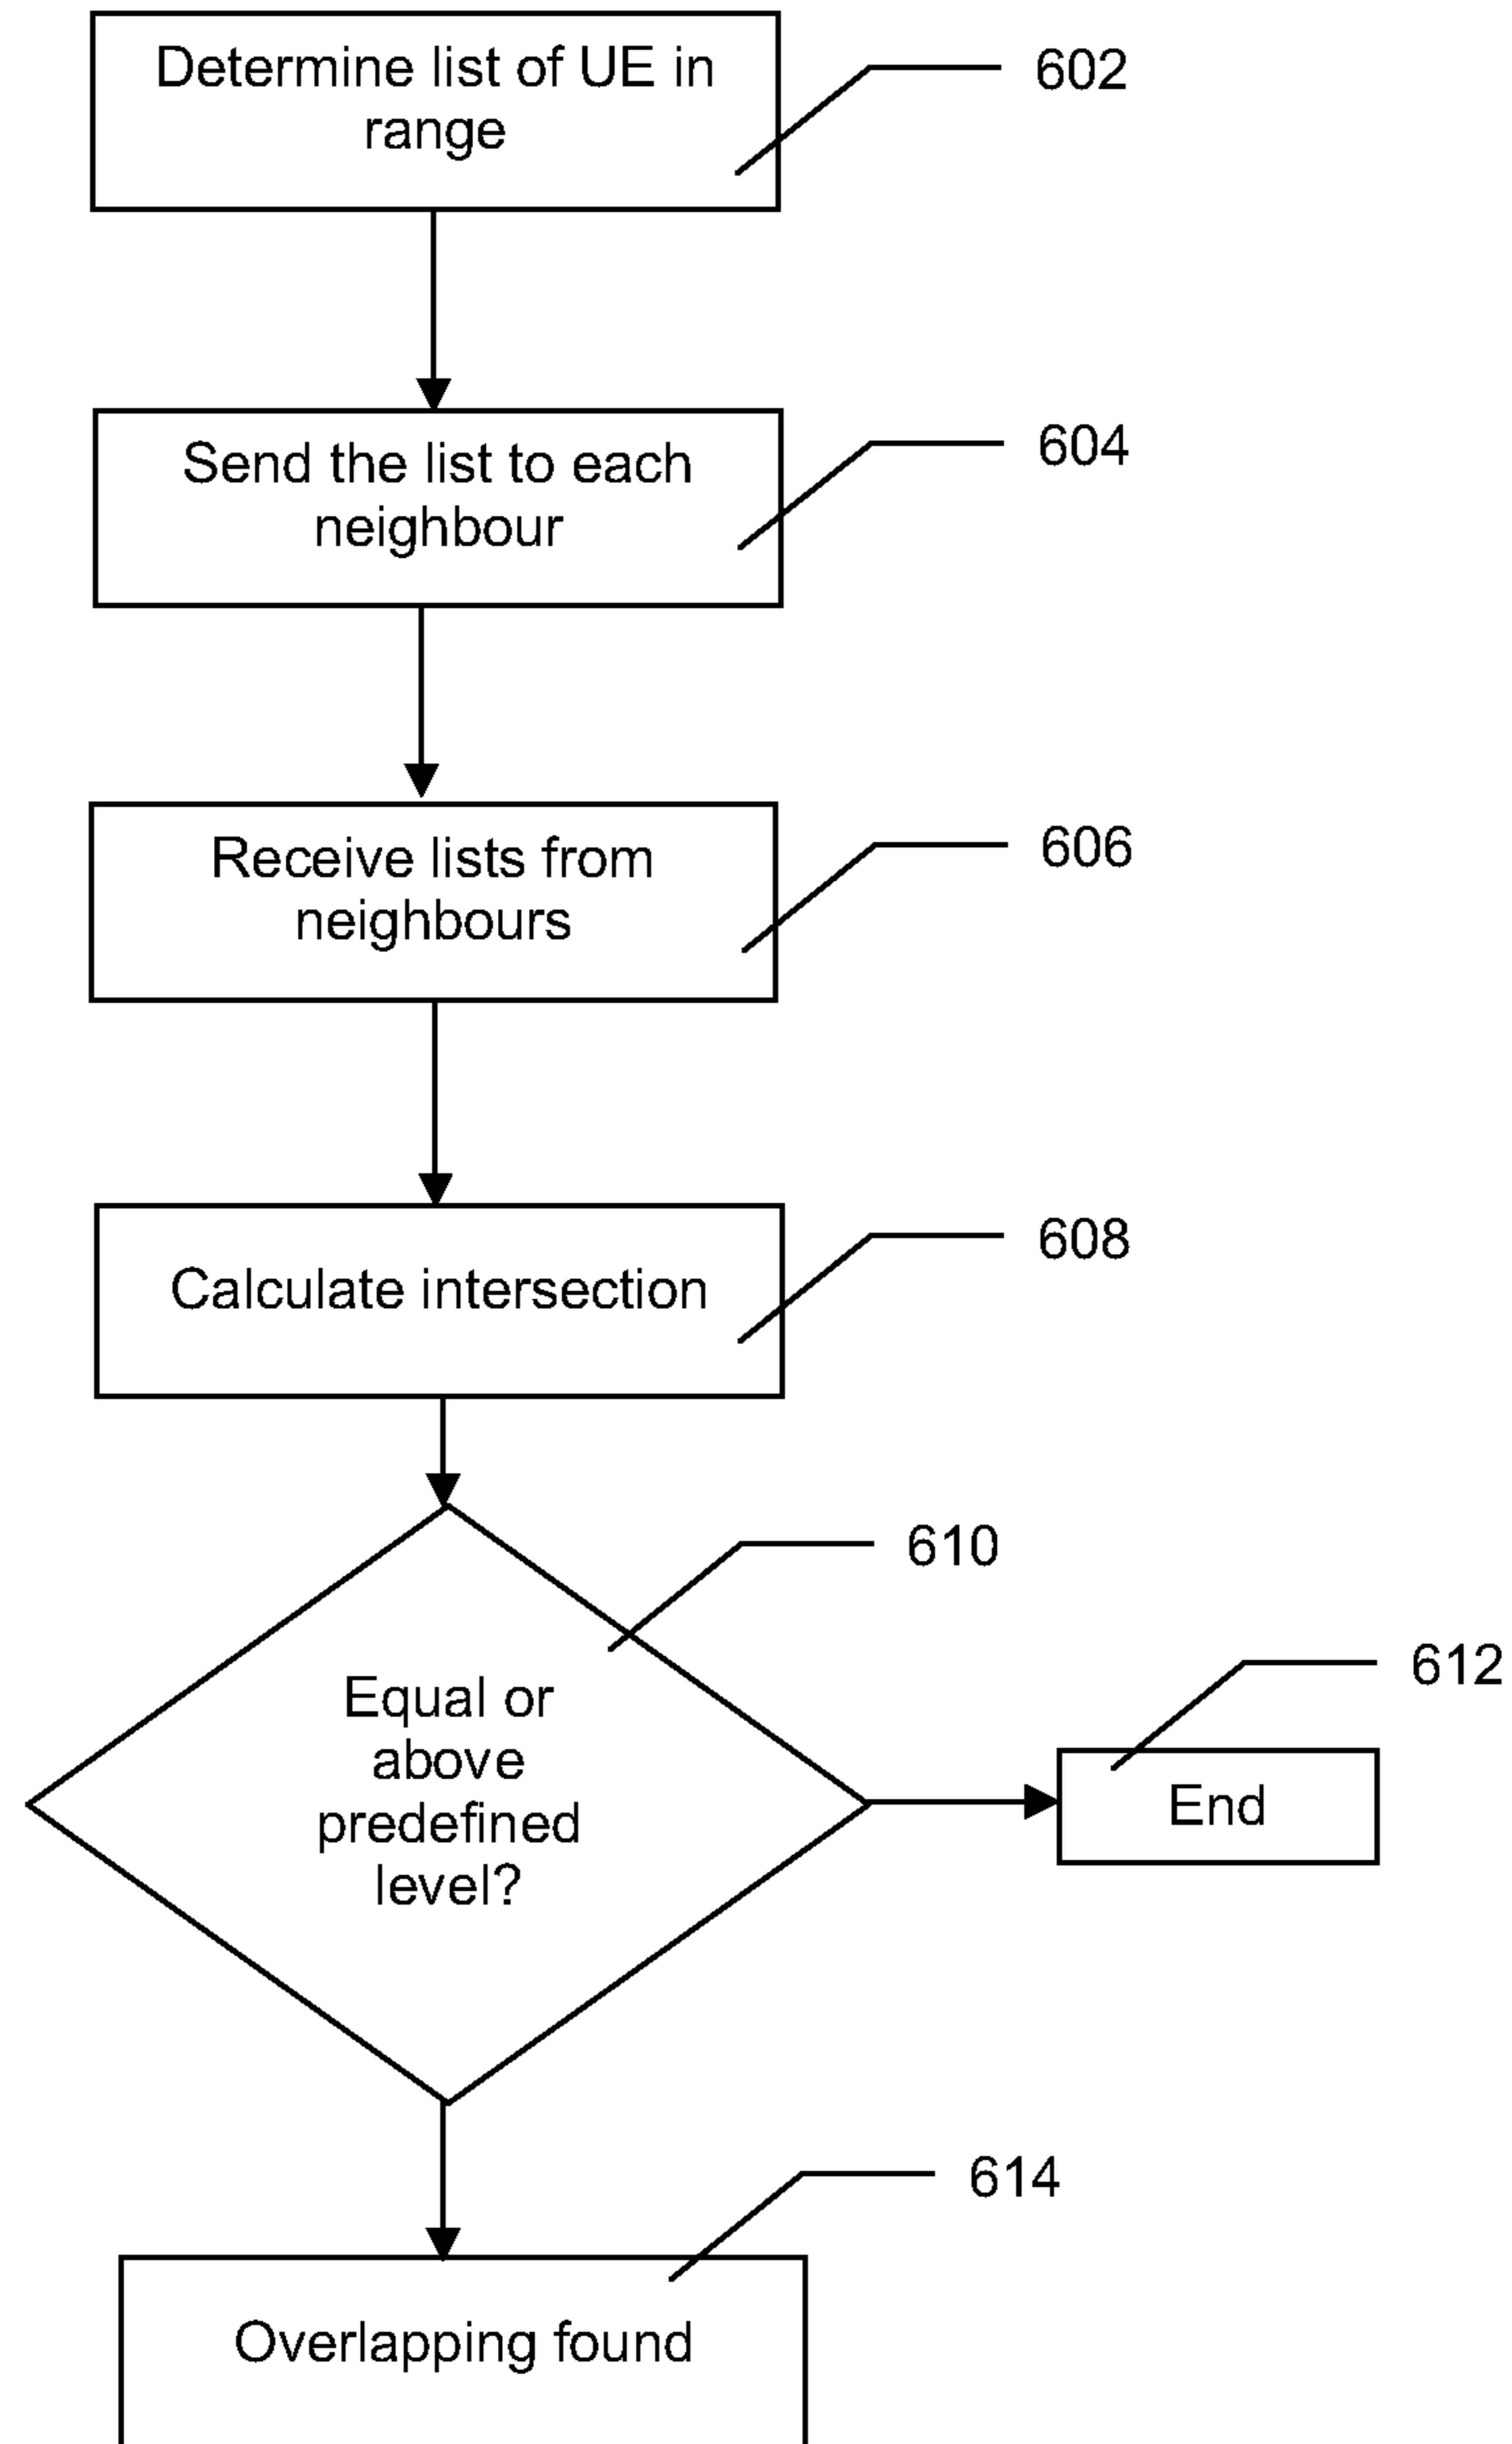 Determine list of UE in
range
602
Send the list to each
neighbour
604
Receive lists from
neighbours
606
Calculate intersection
608
610
Equal or
above
predefined
level?
612
End
614
Overlapping found